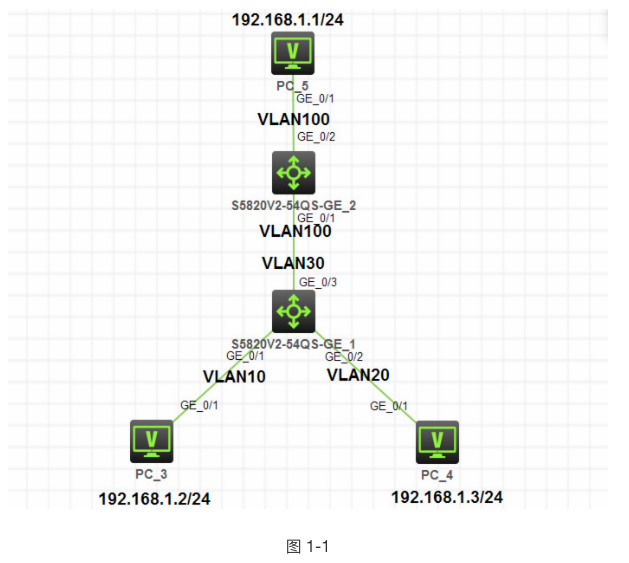 192.168.1.1/24
V
PC_5
GE_0/1
VLAN100
GE_0/2
S5820V2-54QS-GE_2
GE_0/1
VLAN100
VLAN30
GE_0/3
S5820V2-54QS-GE_1
GE_0/1 GE_0/2
VLAN10 VLAN20
GE_0/1 GE_0/1
V V
PC_3 PC_4
192.168.1.2/24 192.168.1.3/24
图 1-1